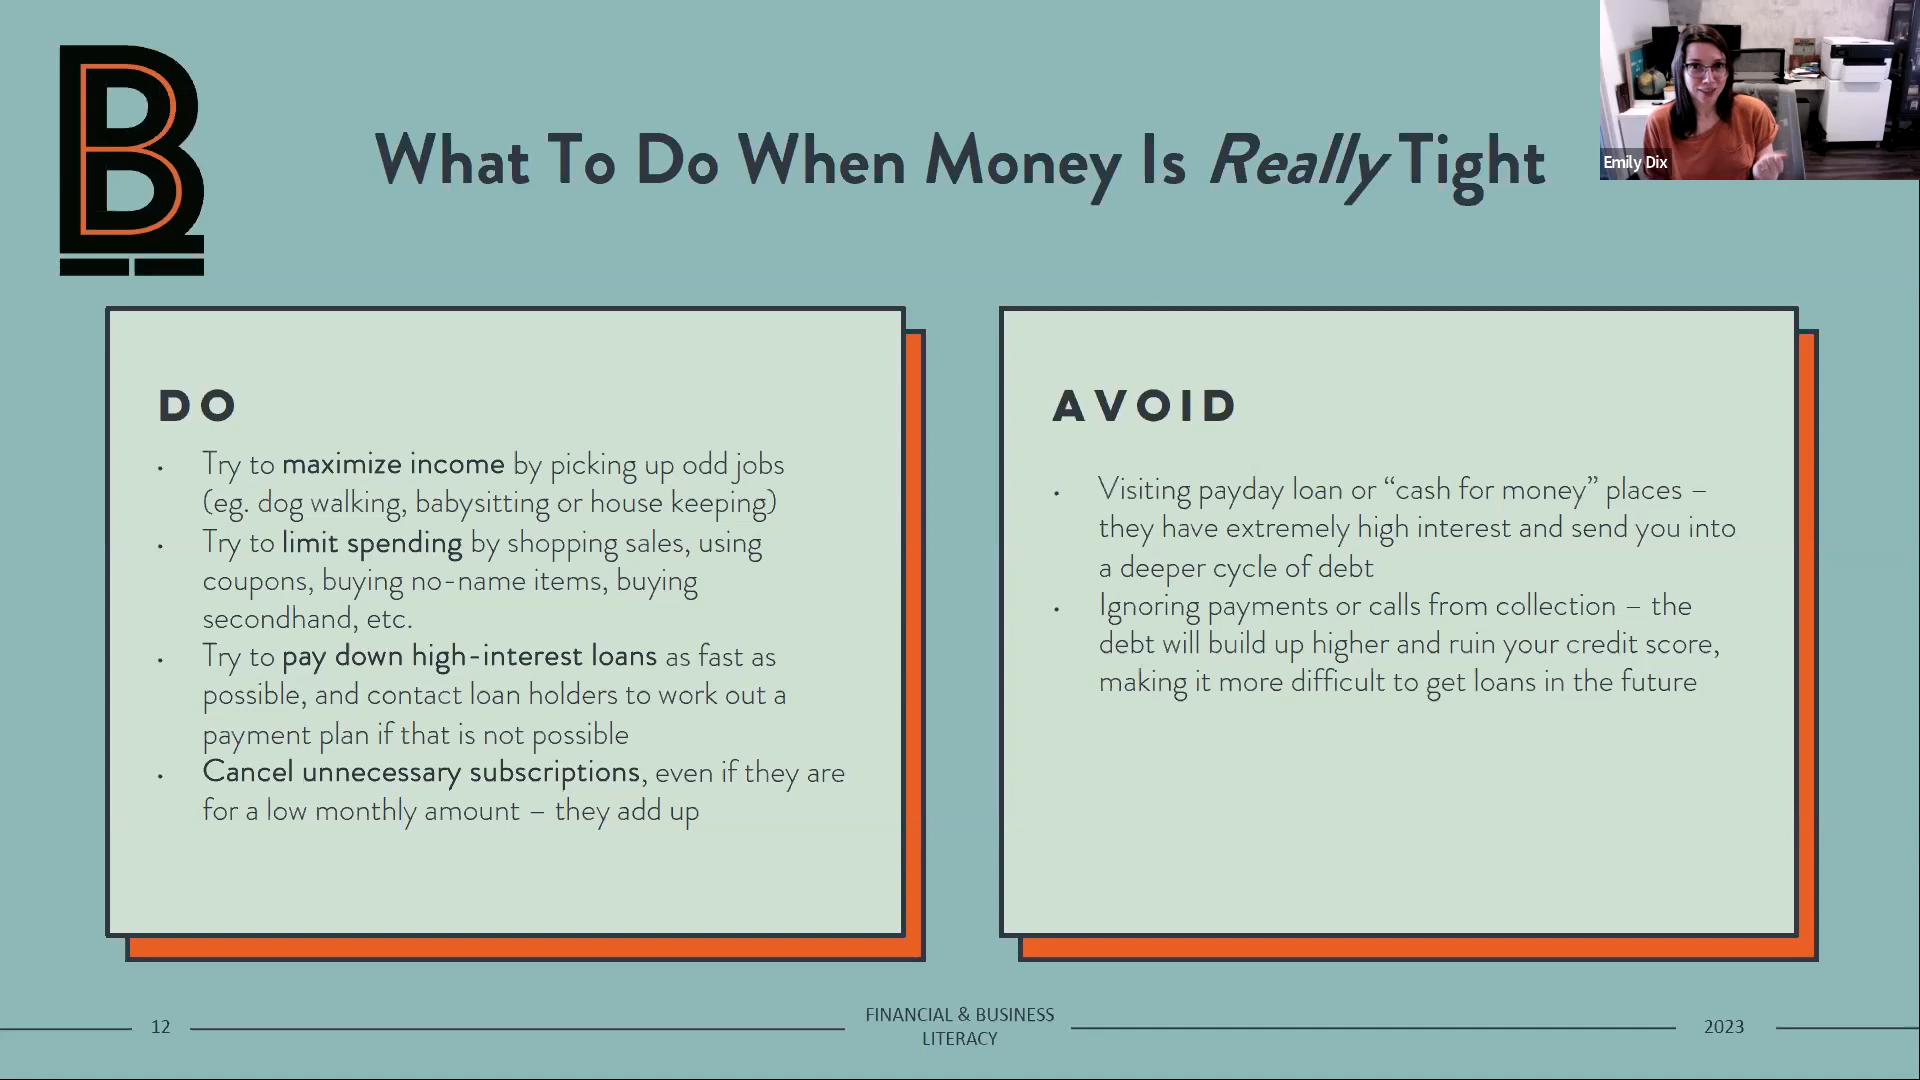 B
What To Do When Money Is Really Tight
Emily Dix
DO
• Try to maximize income by picking up odd jobs
(eg. dog walking, babysitting or house keeping)
• Try to limit spending by shopping sales, using
coupons, buying no-name items, buying
secondhand, etc.
• Try to pay down high-interest loans as fast as
possible, and contact loan holders to work out a
payment plan if that is not possible
• Cancel unnecessary subscriptions, even if they are
for a low monthly amount – they add up
AVOID
• Visiting payday loan or “cash for money” places –
they have extremely high interest and send you into
a deeper cycle of debt
• Ignoring payments or calls from collection – the
debt will build up higher and ruin your credit score,
making it more difficult to get loans in the future
12
FINANCIAL & BUSINESS
LITERACY
2023